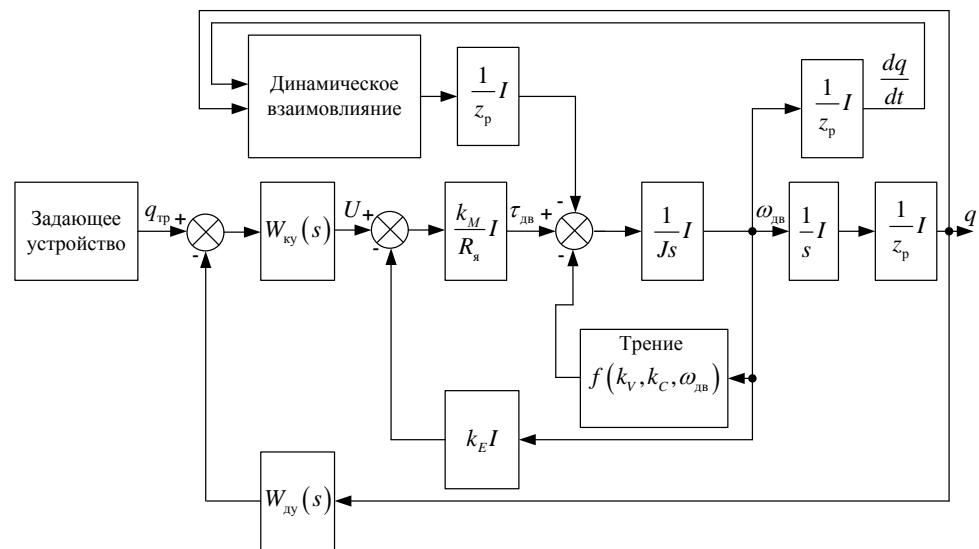 Динамическое
взаимовлияние
1/z_р I
1/z_р I
dq/dt
-
Задающее
устройство
q_тр +
-
W_ку(s)
U +
-
k_M/R_я I
τ_дв +
-
1/Js I
ω_дв
1/s I
1/z_р I
q
Трение
f(k_V, k_C, ω_дв)
k_E I
W_ду(s)